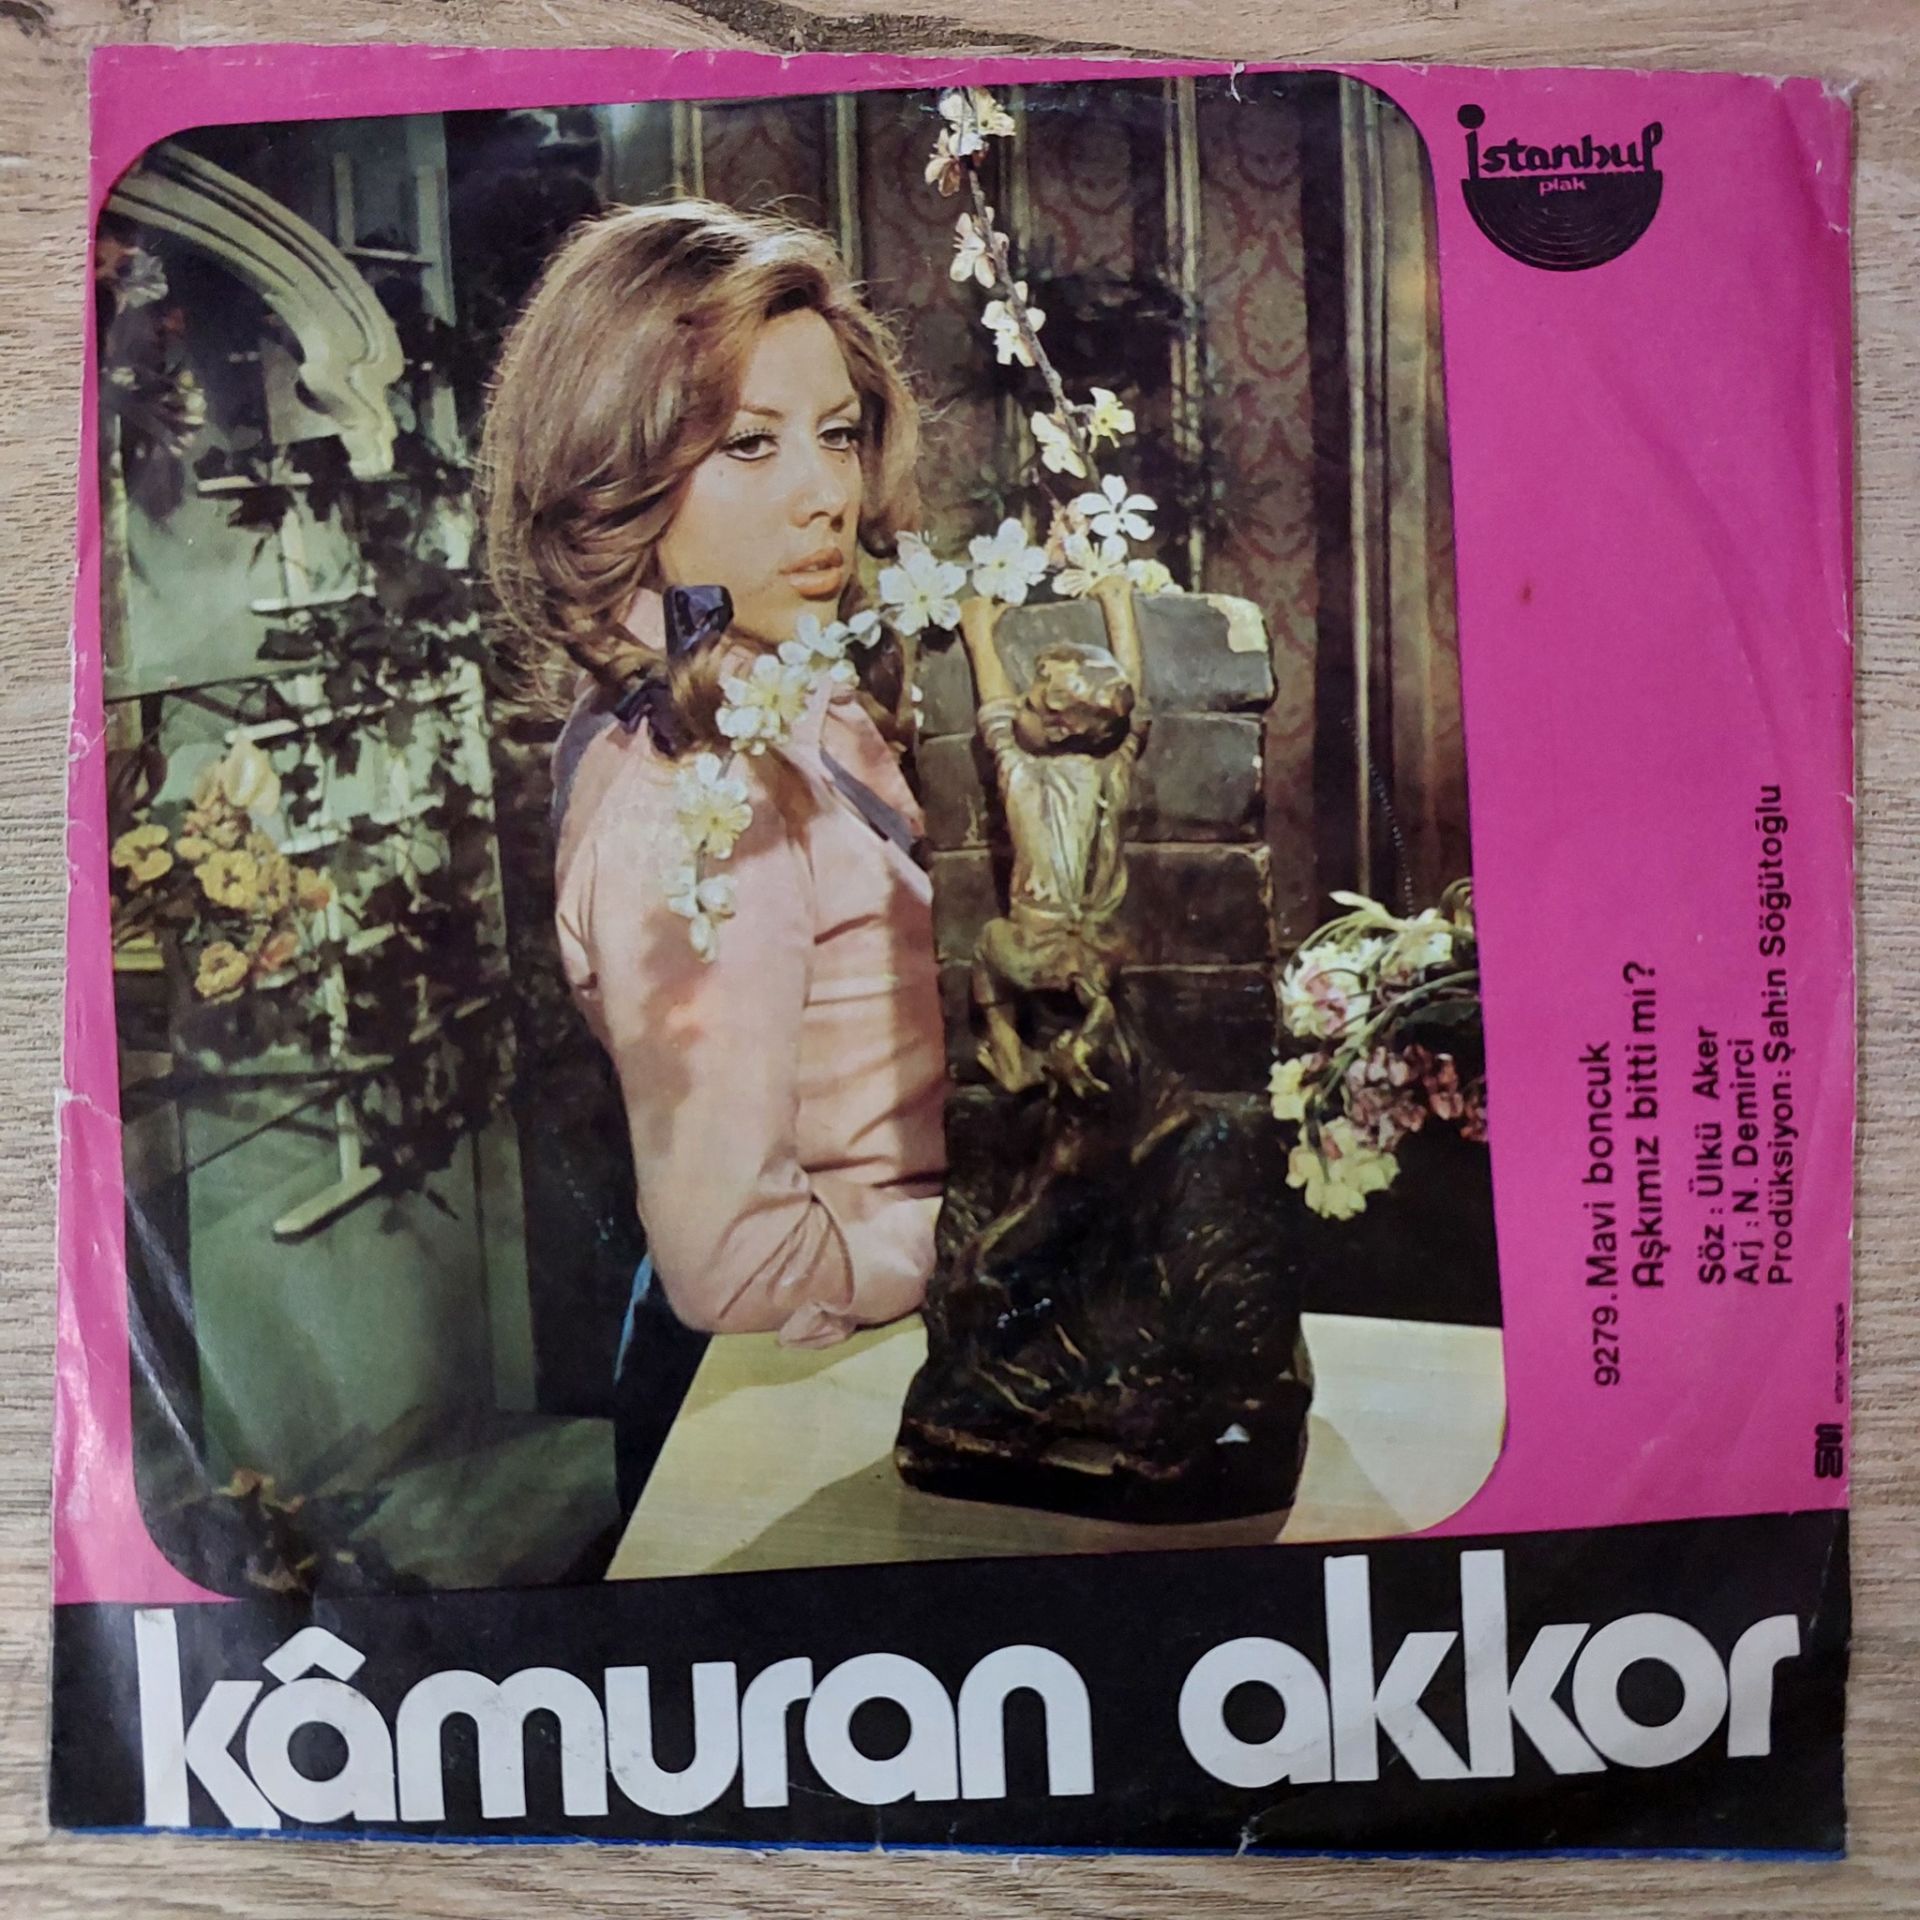 istanbul
plak
9279.Mavi boncuk
Aşkımız bitti mi?
Söz: Ülkü Aker
Arj: N. Demirci
Prodüksiyon: Şahin Söğütoğlu
kâmuran akkor